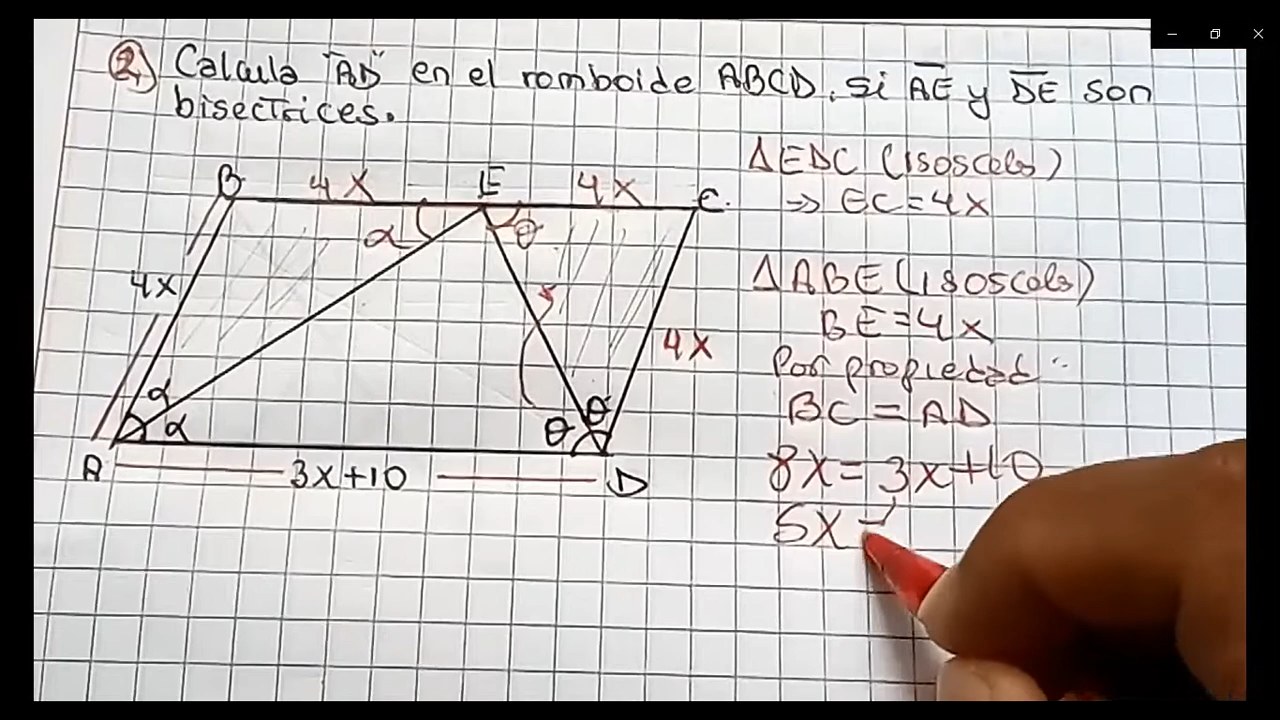 2) Calcula "AD" en el romboide ABCD, si AE y DE son
bisectrices.
B 4X E 4X C
α θ
4X
4X
α α θ θ
A 3X+10 D
ΔEDC (Isosceles)
=> EC=4X
ΔABE (Isosceles)
BE=4X
Por propiedad:
BC = AD
8X = 3X+10
5X =